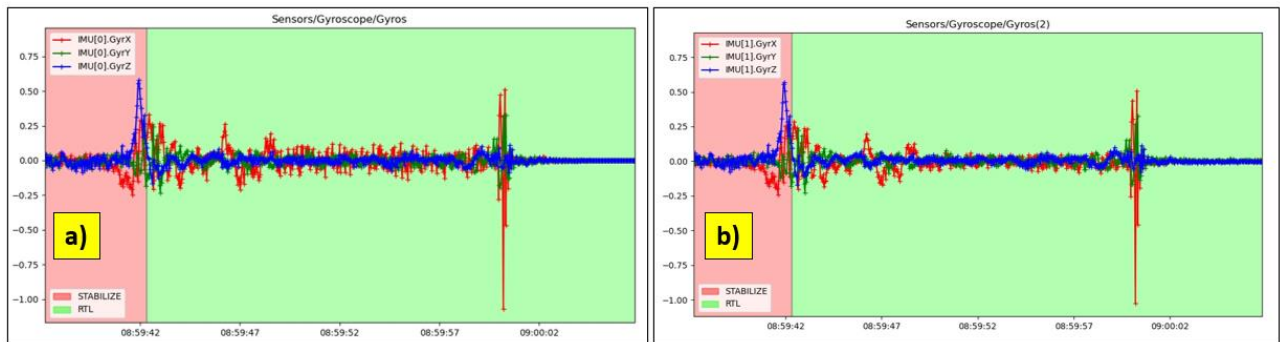 Sensors/Gyroscope/Gyros
IMU[0].GyrX
IMU[0].GyrY
IMU[0].GyrZ
0.75
0.50
0.25
0.00
−0.25
−0.50
−0.75
−1.00
a)
STABILIZE
RTL
08:59:42 08:59:47 08:59:52 08:59:57 09:00:02
Sensors/Gyroscope/Gyros(2)
IMU[1].GyrX
IMU[1].GyrY
IMU[1].GyrZ
0.75
0.50
0.25
0.00
−0.25
−0.50
−0.75
−1.00
b)
STABILIZE
RTL
08:59:42 08:59:47 08:59:52 08:59:57 09:00:02